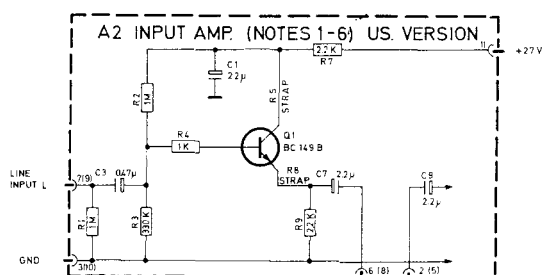 A2 INPUT AMP. (NOTES 1-6) US. VERSION
2.2K
R7
11
+27V
C1
22µ
R2
1M
R5
STRAP
Q1
BC 149 B
R4
1K
R8
STRAP
C7
2.2µ
C9
2.2µ
LINE
INPUT L
7(9)
C3
0.47µ
R1
1M
R3
330K
R9
2.2K
GND
3(10)
6 (8)
2 (5)